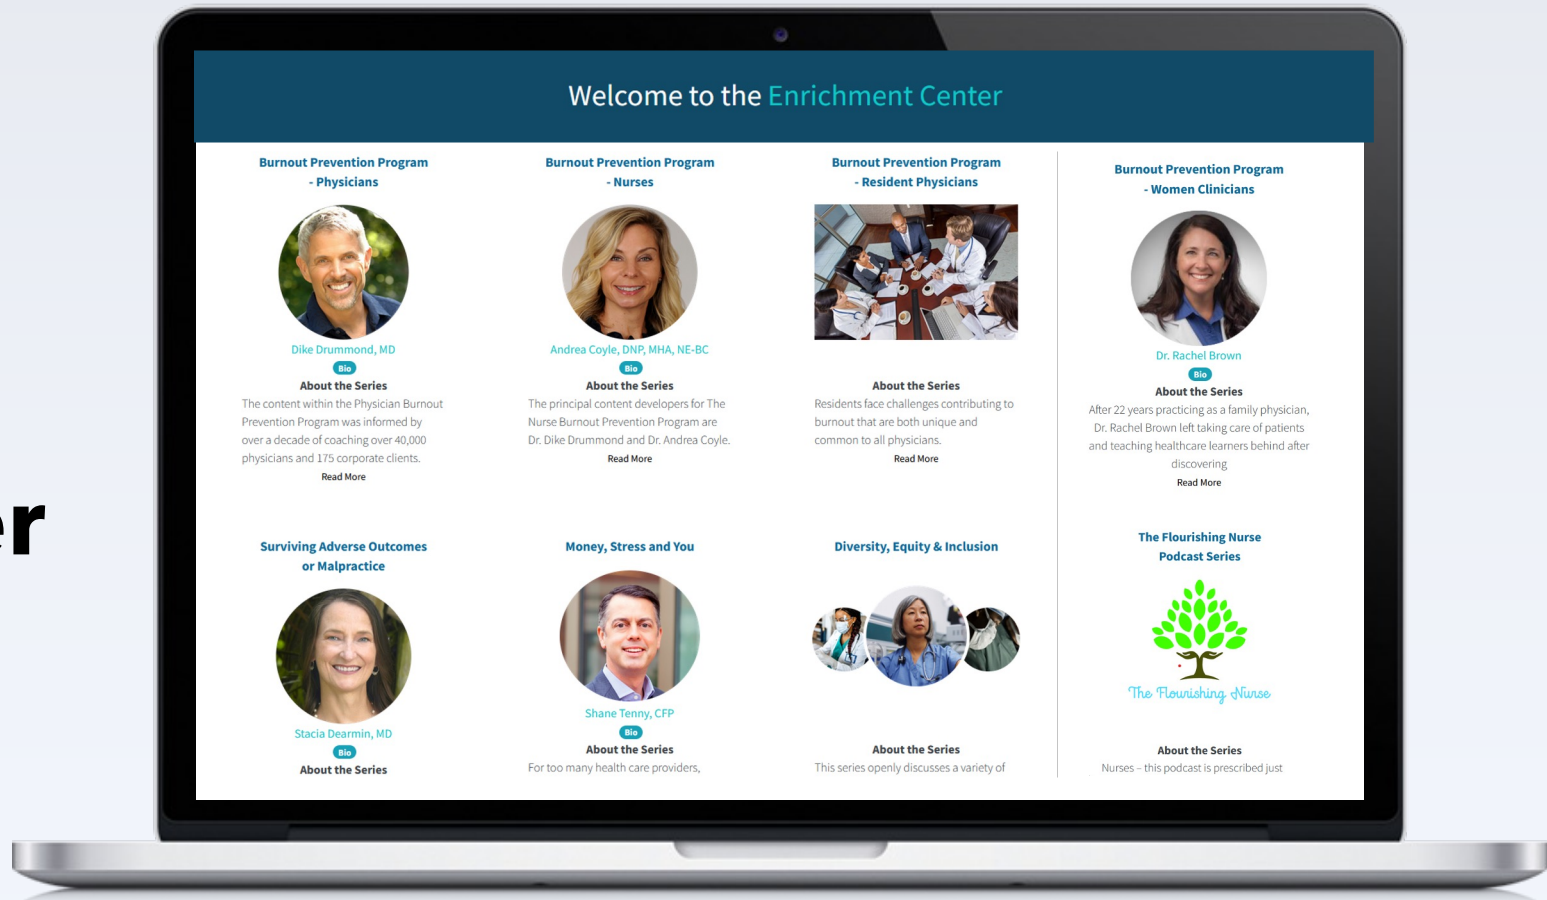 er
Welcome to the Enrichment Center
Burnout Prevention Program
- Physicians
Dike Drummond, MD
Bio
About the Series
The content within the Physician Burnout
Prevention Program was informed by
over a decade of coaching over 40,000
physicians and 175 corporate clients.
Read More
Burnout Prevention Program
- Nurses
Andrea Coyle, DNP, MHA, NE-BC
Bio
About the Series
The principal content developers for The
Nurse Burnout Prevention Program are
Dr. Dike Drummond and Dr. Andrea Coyle.
Read More
Burnout Prevention Program
- Resident Physicians
About the Series
Residents face challenges contributing to
burnout that are both unique and
common to all physicians.
Read More
Burnout Prevention Program
- Women Clinicians
Dr. Rachel Brown
Bio
About the Series
After 22 years practicing as a family physician,
Dr. Rachel Brown left taking care of patients
and teaching healthcare learners behind after
discovering
Read More
Surviving Adverse Outcomes
or Malpractice
Stacia Dearmin, MD
Bio
About the Series
Money, Stress and You
Shane Tenny, CFP
Bio
About the Series
For too many health care providers,
Diversity, Equity & Inclusion
About the Series
This series openly discusses a variety of
The Flourishing Nurse
Podcast Series
The Flourishing Nurse
About the Series
Nurses – this podcast is prescribed just